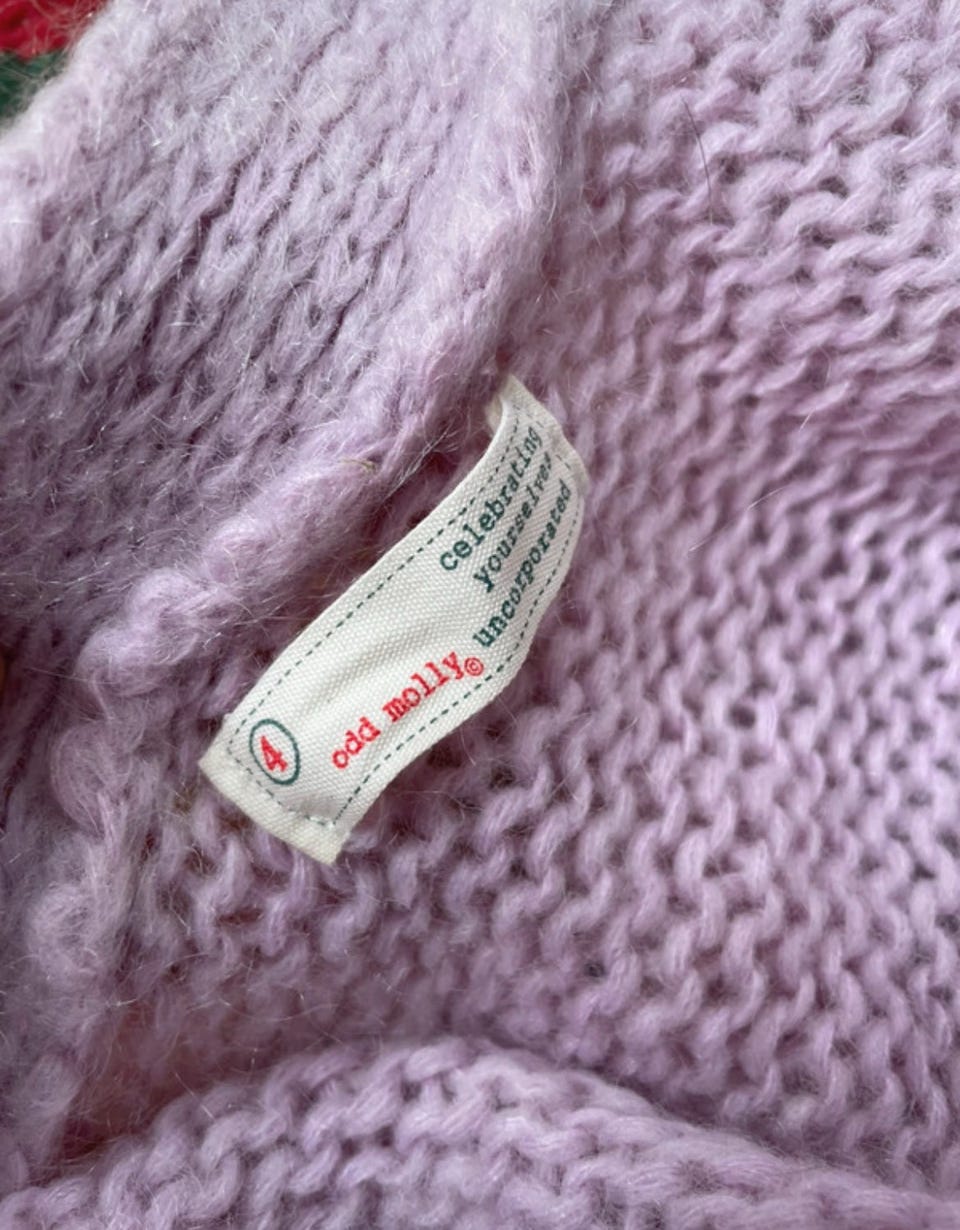 celebrating
yourselves
uncorporated
odd molly©
4